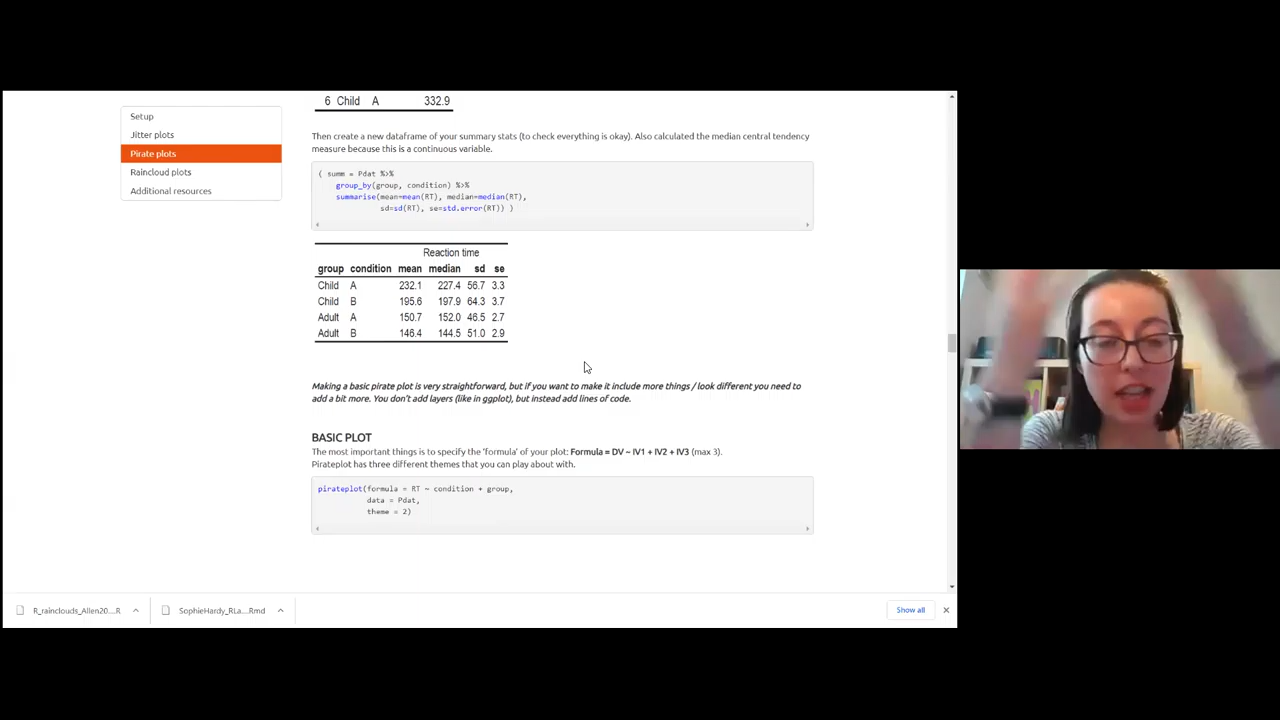 Setup
Jitter plots
Pirate plots
Raincloud plots
Additional resources
6 Child A 332.9
Then create a new dataframe of your summary stats (to check everything is okay). Also calculated the median central tendency
measure because this is a continuous variable.
( summ = Pdat %>%
group_by(group, condition) %>%
summarise(mean=mean(RT), median=median(RT),
sd=sd(RT), se=std.error(RT)) )
Reaction time
group condition mean median sd se
Child A 232.1 227.4 56.7 3.3
Child B 195.6 197.9 64.3 3.7
Adult A 150.7 152.0 46.5 2.7
Adult B 146.4 144.5 51.0 2.9
Making a basic pirate plot is very straightforward, but if you want to make it include more things / look different you need to
add a bit more. You don't add layers (like in ggplot), but instead add lines of code.
BASIC PLOT
The most important things is to specify the 'formula' of your plot: Formula = DV ~ IV1 + IV2 + IV3 (max 3).
Pirateplot has three different themes that you can play about with.
pirateplot(formula = RT ~ condition + group,
data = Pdat,
theme = 2)
R_rainclouds_Allen20....R
SophieHardy_RLa....Rmd
Show all